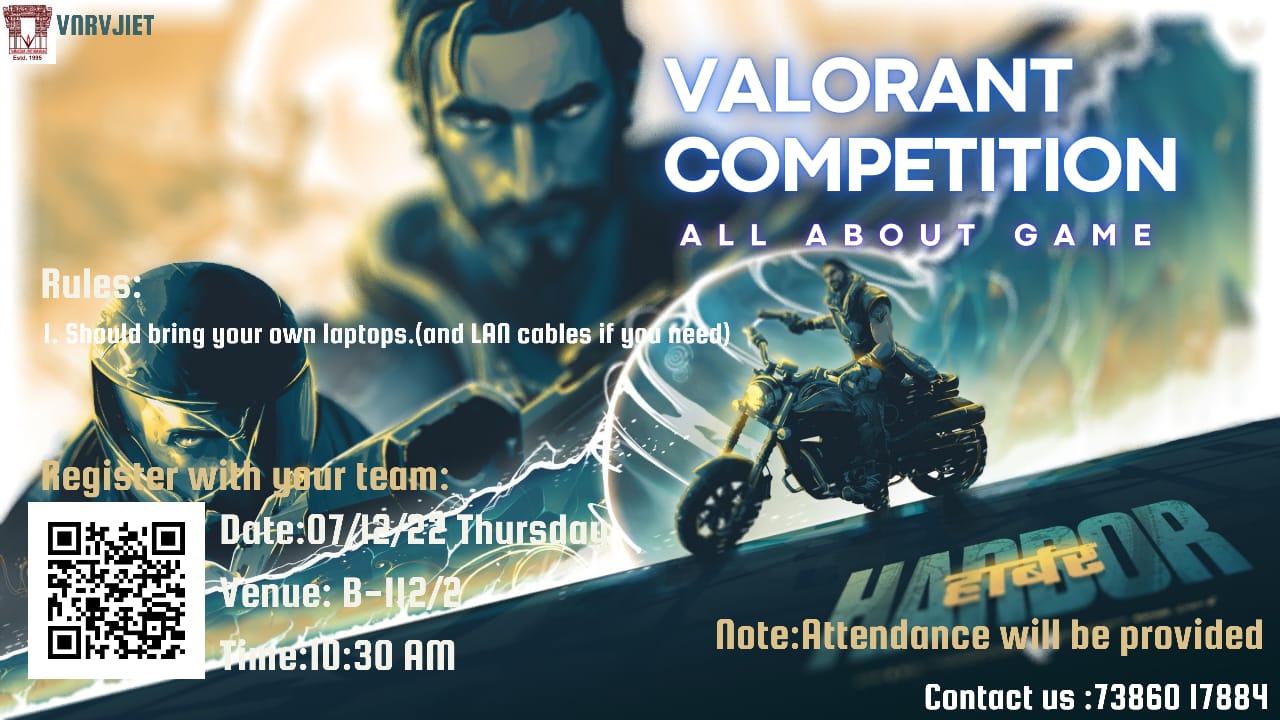 VNRVJIET
Estd. 1995
VALORANT
COMPETITION
ALL ABOUT GAME
Rules:
1. Should bring your own laptops.(and LAN cables if you need)
Register with your team:
Date:07/12/22 Thursday
Venue: B-112/2
Time:10:30 AM
HARBOR
हार्बर
Note:Attendance will be provided
Contact us :73860 17884